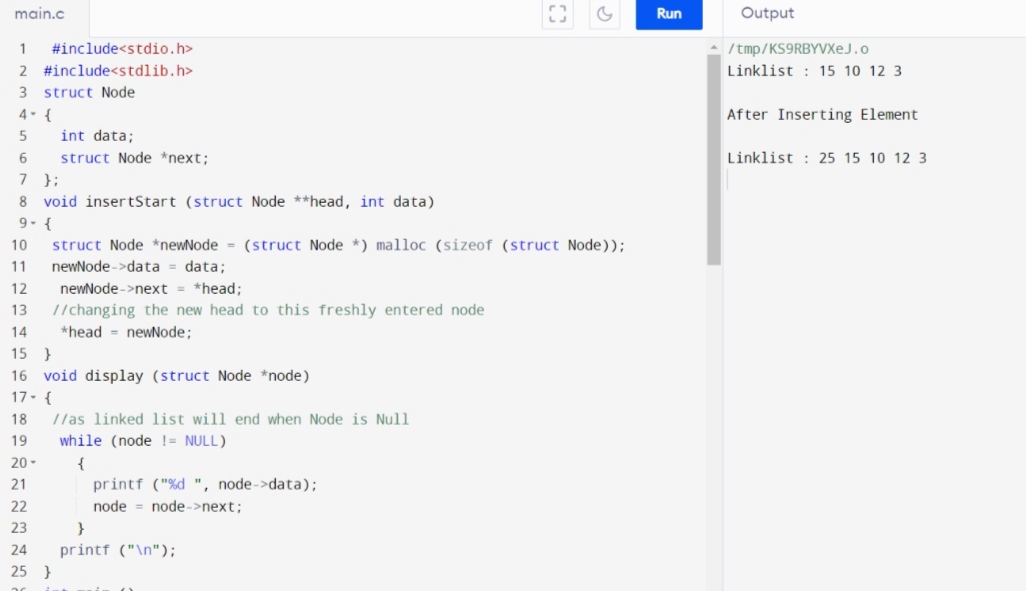 main.c
Run
Output
1 #include<stdio.h>
2 #include<stdlib.h>
3 struct Node
4 {
5 int data;
6 struct Node *next;
7 };
8 void insertStart (struct Node **head, int data)
9 {
10 struct Node *newNode = (struct Node *) malloc (sizeof (struct Node));
11 newNode->data = data;
12 newNode->next = *head;
13 //changing the new head to this freshly entered node
14 *head = newNode;
15 }
16 void display (struct Node *node)
17 {
18 //as linked list will end when Node is Null
19 while (node != NULL)
20 {
21 printf ("%d ", node->data);
22 node = node->next;
23 }
24 printf ("\n");
25 }
26 int main ()
/tmp/KS9RBYVXeJ.o
Linklist : 15 10 12 3
After Inserting Element
Linklist : 25 15 10 12 3